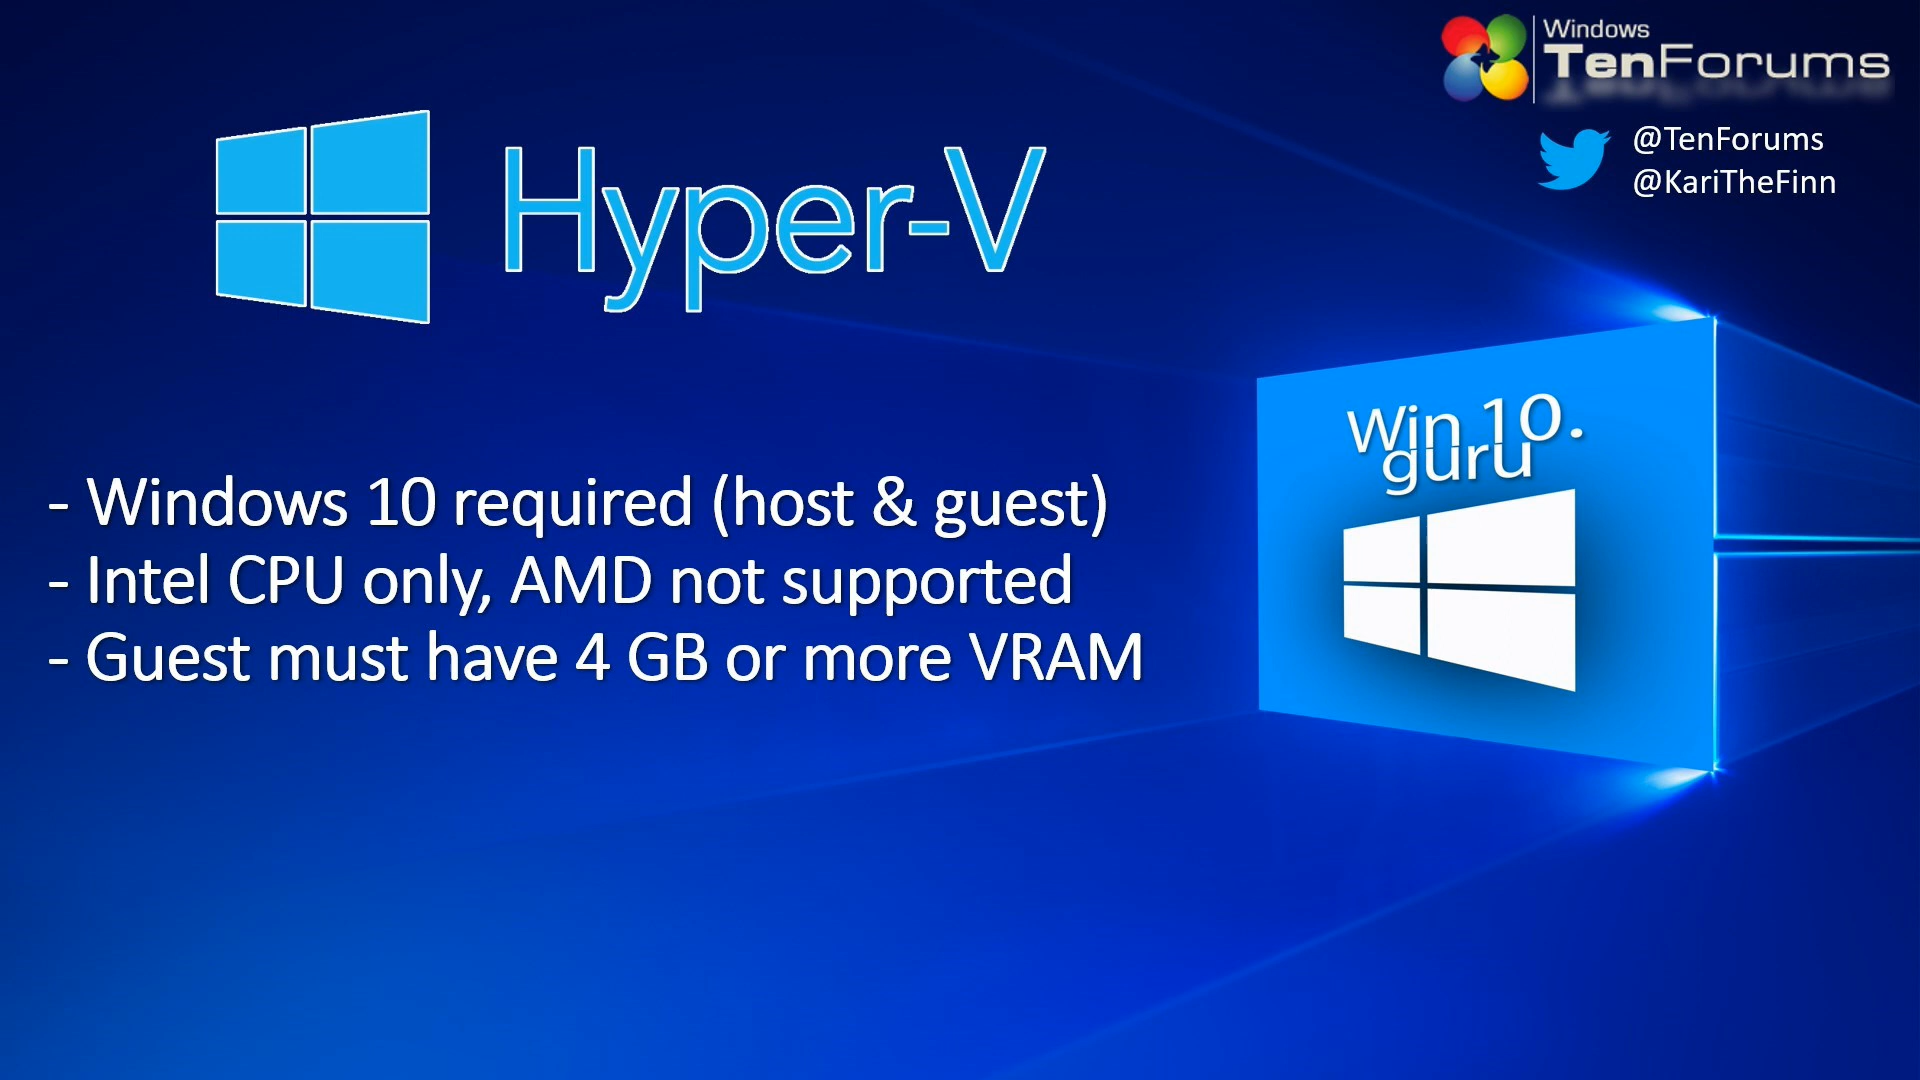 Windows
TenForums
@TenForums
@KariTheFinn
Hyper-V
Win 10.
guru
- Windows 10 required (host & guest)
- Intel CPU only, AMD not supported
- Guest must have 4 GB or more VRAM